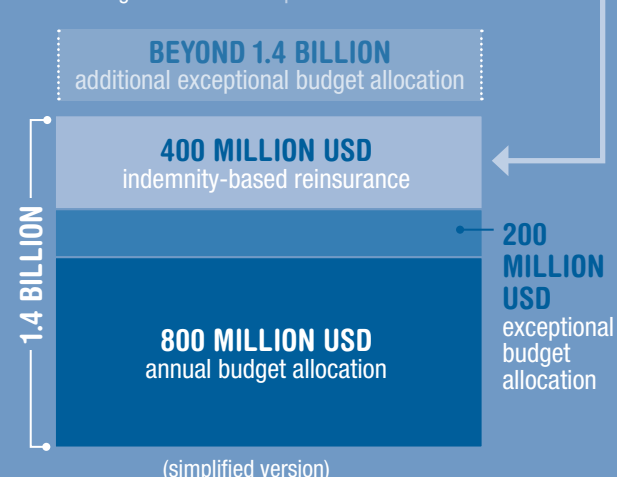 BEYOND 1.4 BILLION
additional exceptional budget allocation
400 MILLION USD
indemnity-based reinsurance
1.4 BILLION
200
MILLION
USD
exceptional
budget
allocation
800 MILLION USD
annual budget allocation
(simplified version)